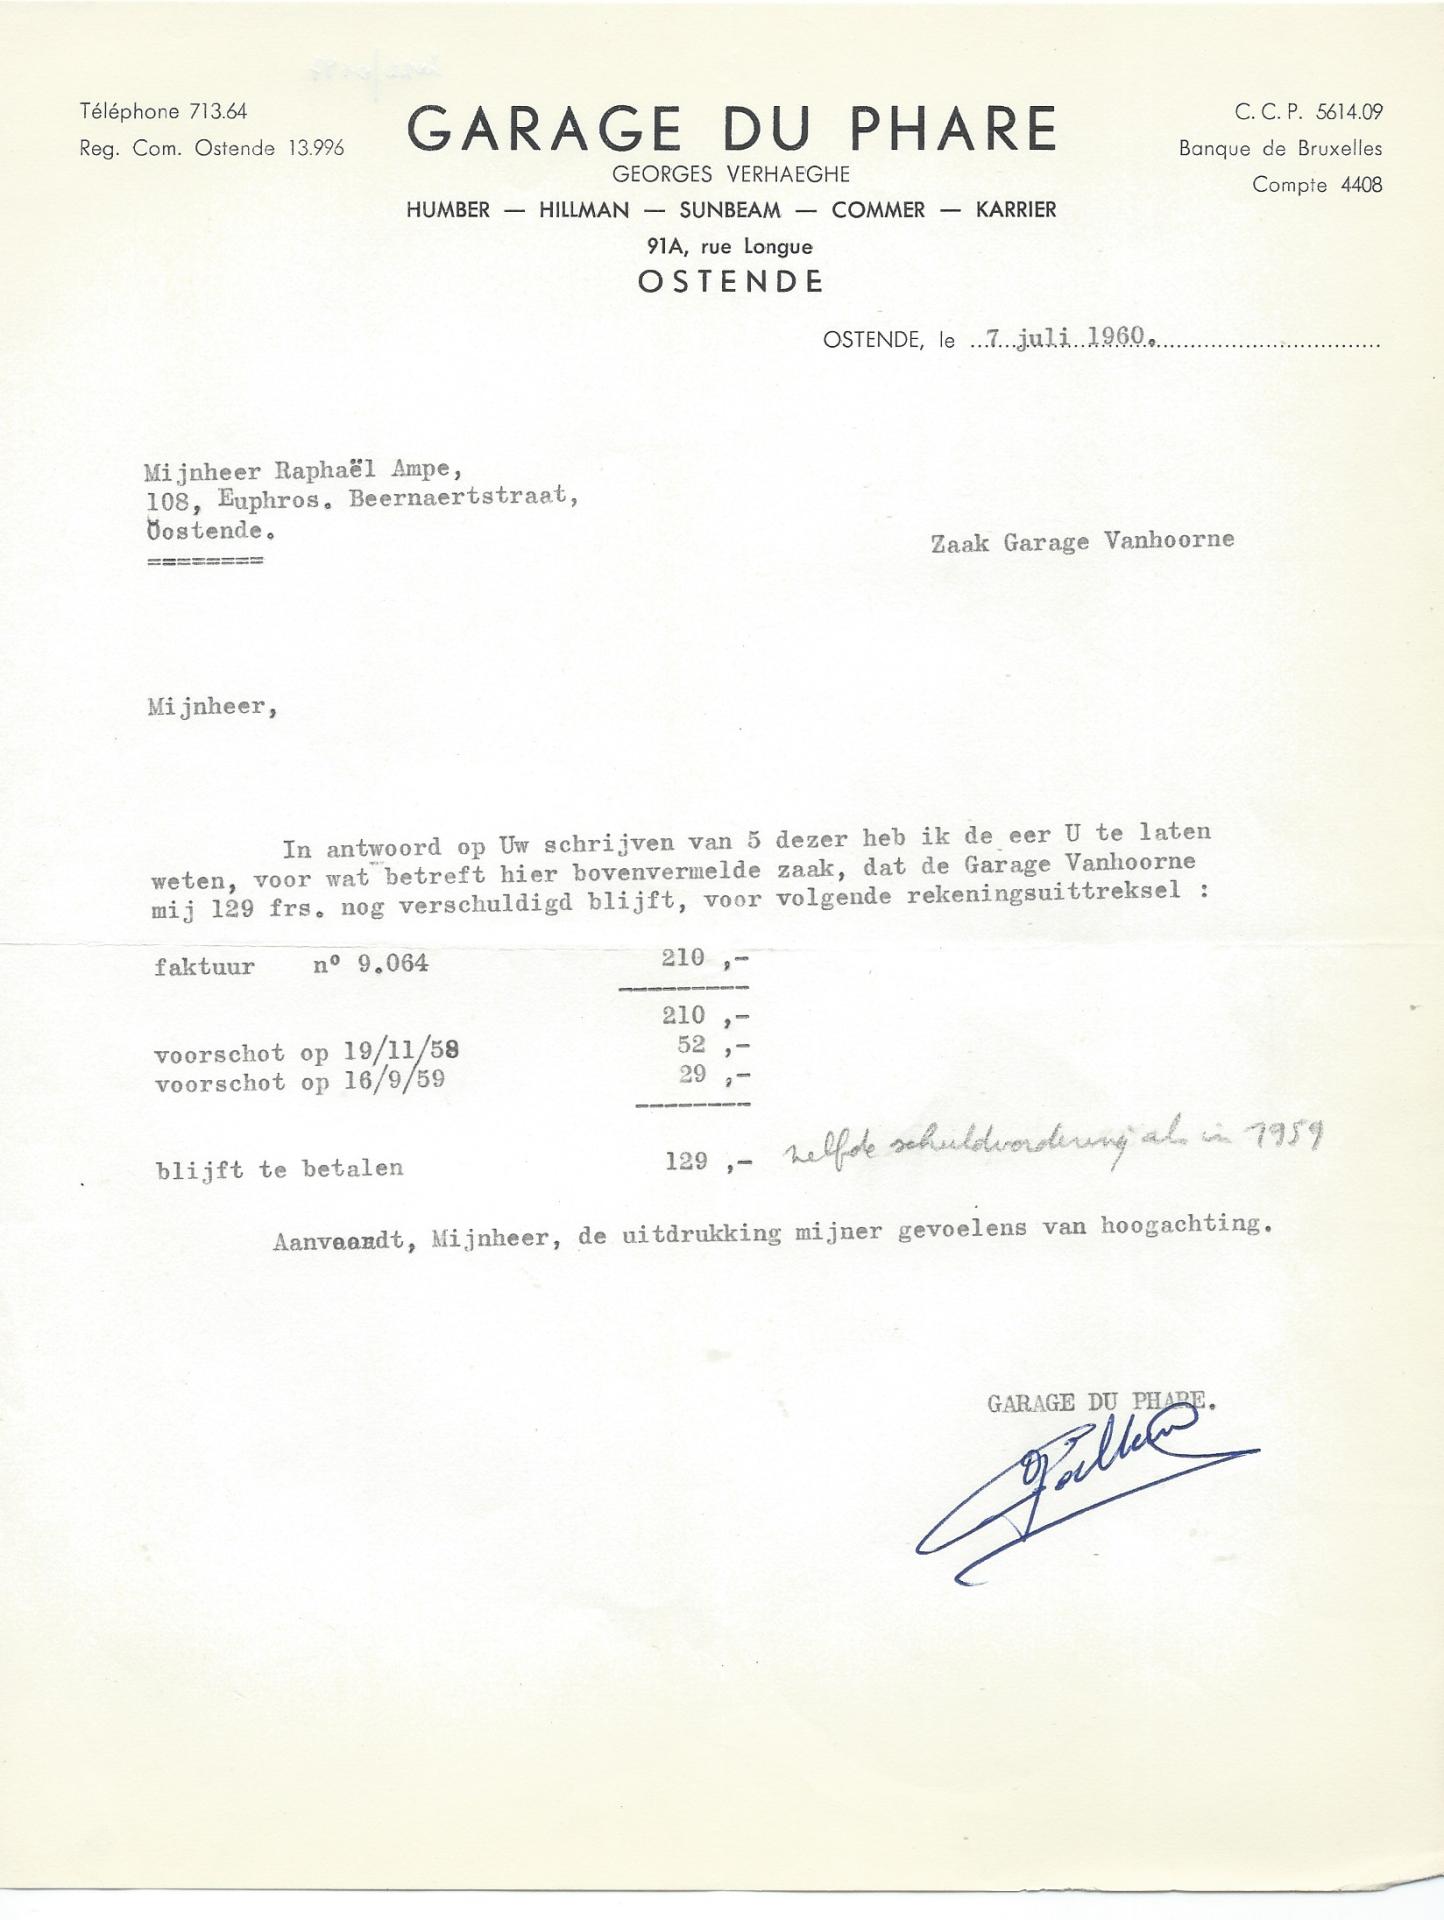 Téléphone 713.64
Reg. Com. Ostende 13.996
GARAGE DU PHARE
GEORGES VERHAEGHE
HUMBER — HILLMAN — SUNBEAM — COMMER — KARRIER
91A, rue Longue
OSTENDE
C. C. P. 5614.09
Banque de Bruxelles
Compte 4408
OSTENDE, le 7 juli 1960.
Mijnheer Raphaël Ampe,
108, Euphros. Beernaertstraat,
Oostende.
========
Zaak Garage Vanhoorne
Mijnheer,
In antwoord op Uw schrijven van 5 dezer heb ik de eer U te laten
weten, voor wat betreft hier bovenvermelde zaak, dat de Garage Vanhoorne
mij 129 frs. nog verschuldigd blijft, voor volgende rekeningsuittreksel :
faktuur nº 9.064 210 ,-
210 ,-
voorschot op 19/11/58 52 ,-
voorschot op 16/9/59 29 ,-
blijft te betalen 129 ,- zelfde schuldvordering als in 1959
Aanvaandt, Mijnheer, de uitdrukking mijner gevoelens van hoogachting.
GARAGE DU PHARE.